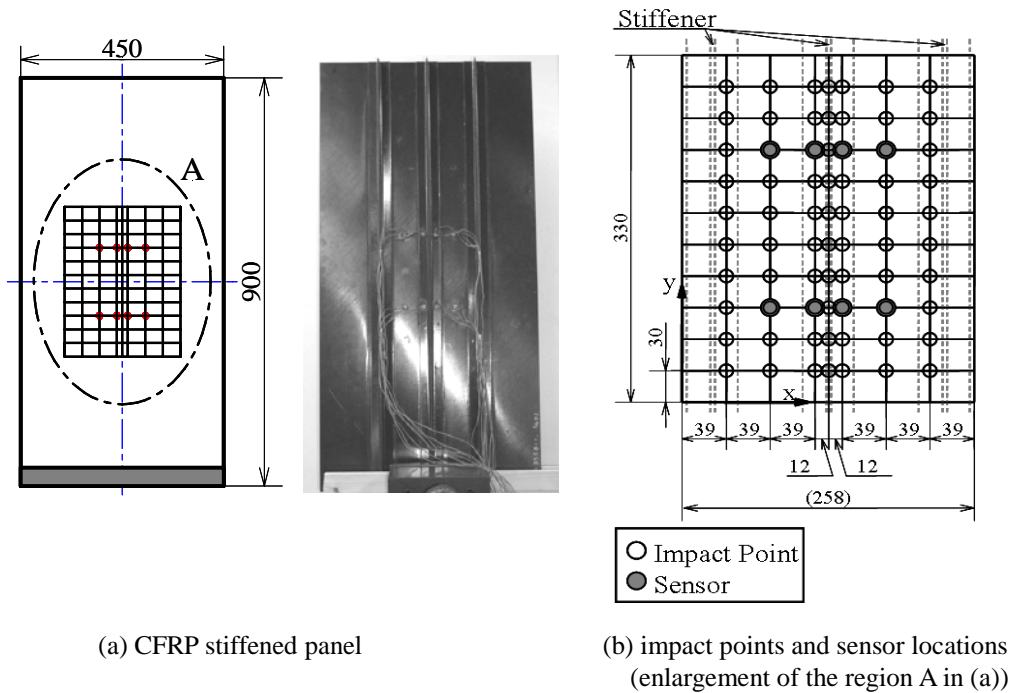 450
A
900
Stiffener
330
y
30
x
39
39
39
39
39
39
12
12
(258)
Impact Point
Sensor
(a) CFRP stiffened panel
(b) impact points and sensor locations
(enlargement of the region A in (a))